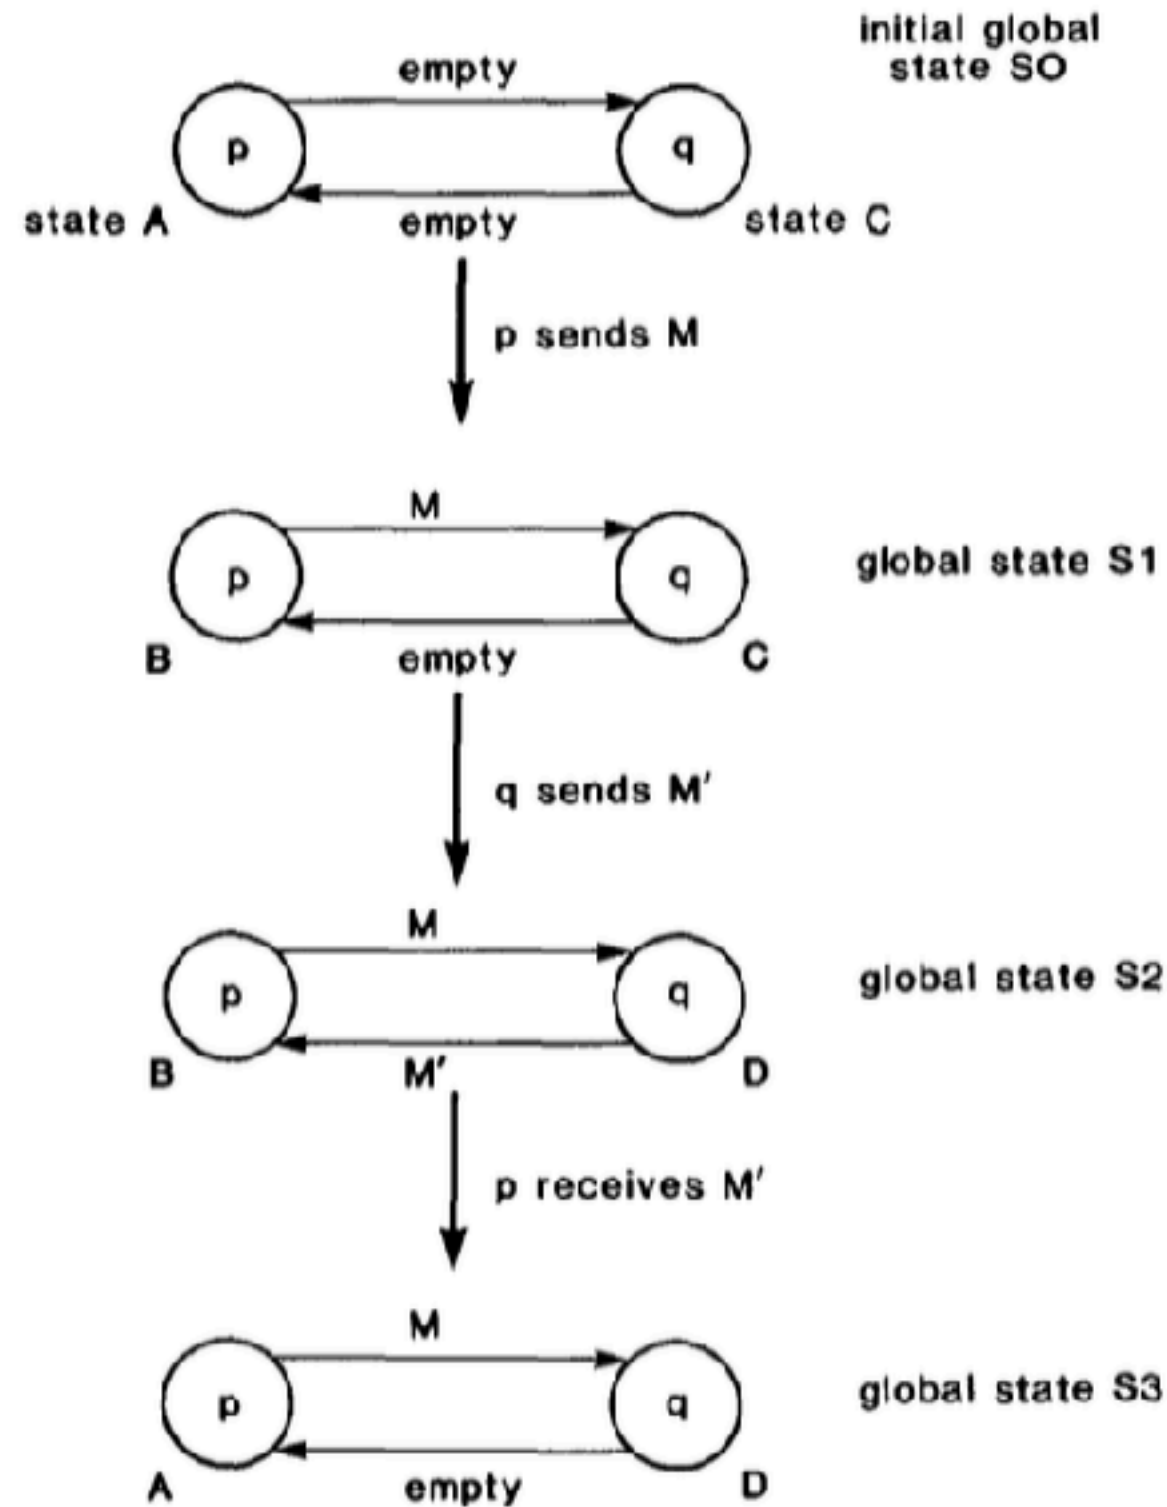 initial global
state SO
empty
p
q
state A
empty
state C
p sends M
M
p
q
global state S1
B
empty
C
q sends M′
M
p
q
global state S2
B
M′
D
p receives M′
M
p
q
global state S3
A
empty
D